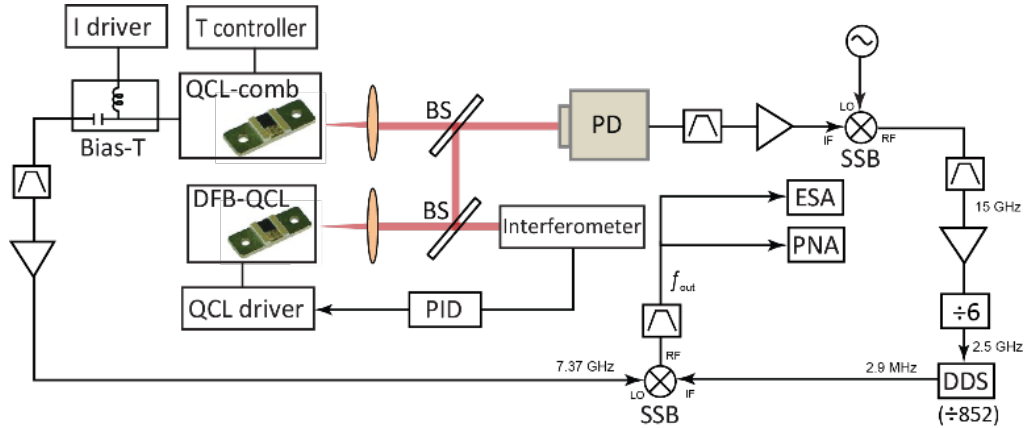 I driver
T controller
QCL-comb
Bias-T
BS
PD
LO
IF
RF
SSB
15 GHz
÷6
2.5 GHz
DDS
(÷852)
2.9 MHz
DFB-QCL
BS
Interferometer
QCL driver
PID
ESA
PNA
fout
RF
7.37 GHz
LO
IF
SSB